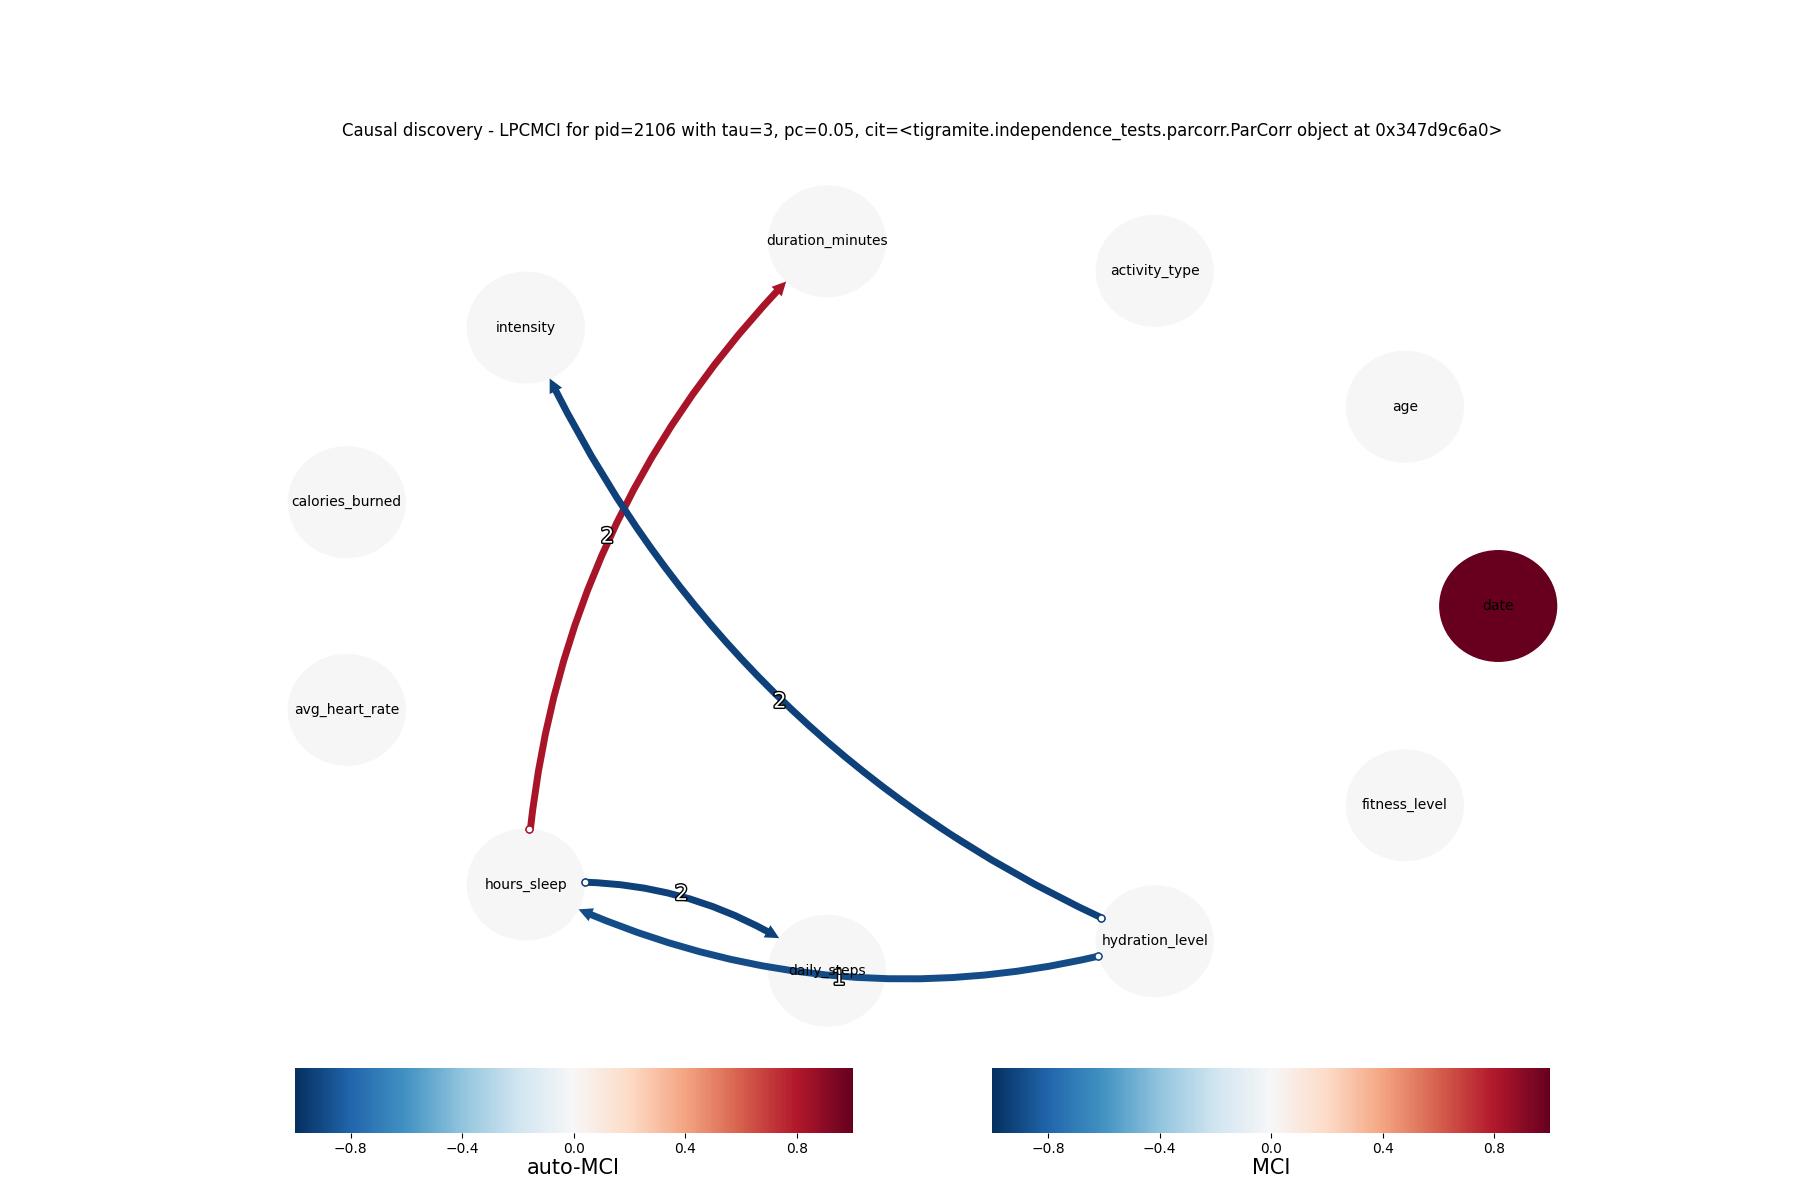 Causal discovery - LPCMCI for pid=2106 with tau=3, pc=0.05, cit=<tigramite.independence_tests.parcorr.ParCorr object at 0x347d9c6a0>
duration_minutes
activity_type
intensity
age
calories_burned
2
date
2
avg_heart_rate
fitness_level
hours_sleep
2
hydration_level
daily_steps
1
−0.8 −0.4 0.0 0.4 0.8
auto-MCI
−0.8 −0.4 0.0 0.4 0.8
MCI